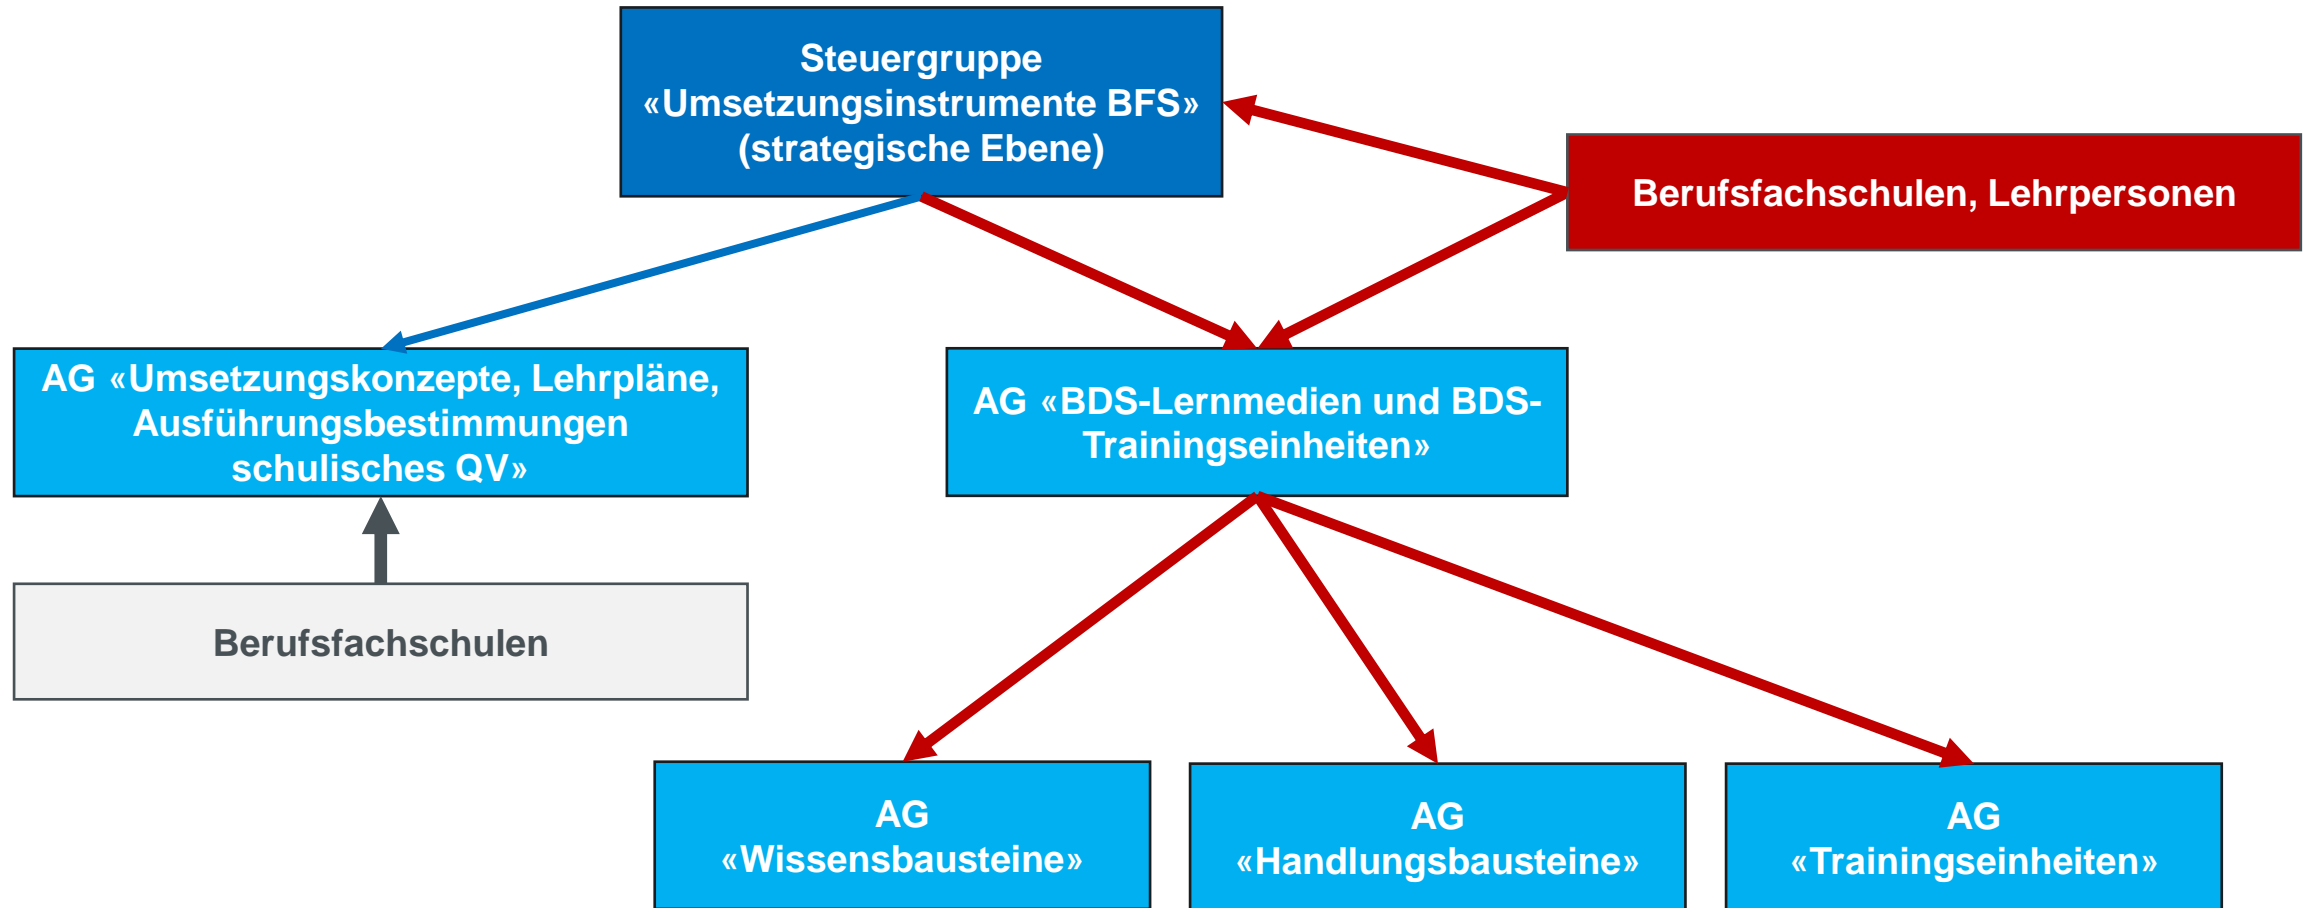 Steuergruppe
«Umsetzungsinstrumente BFS»
(strategische Ebene)
Berufsfachschulen, Lehrpersonen
AG «Umsetzungskonzepte, Lehrpläne,
Ausführungsbestimmungen
schulisches QV»
AG «BDS-Lernmedien und BDS-
Trainingseinheiten»
Berufsfachschulen
AG
«Wissensbausteine»
AG
«Handlungsbausteine»
AG
«Trainingseinheiten»